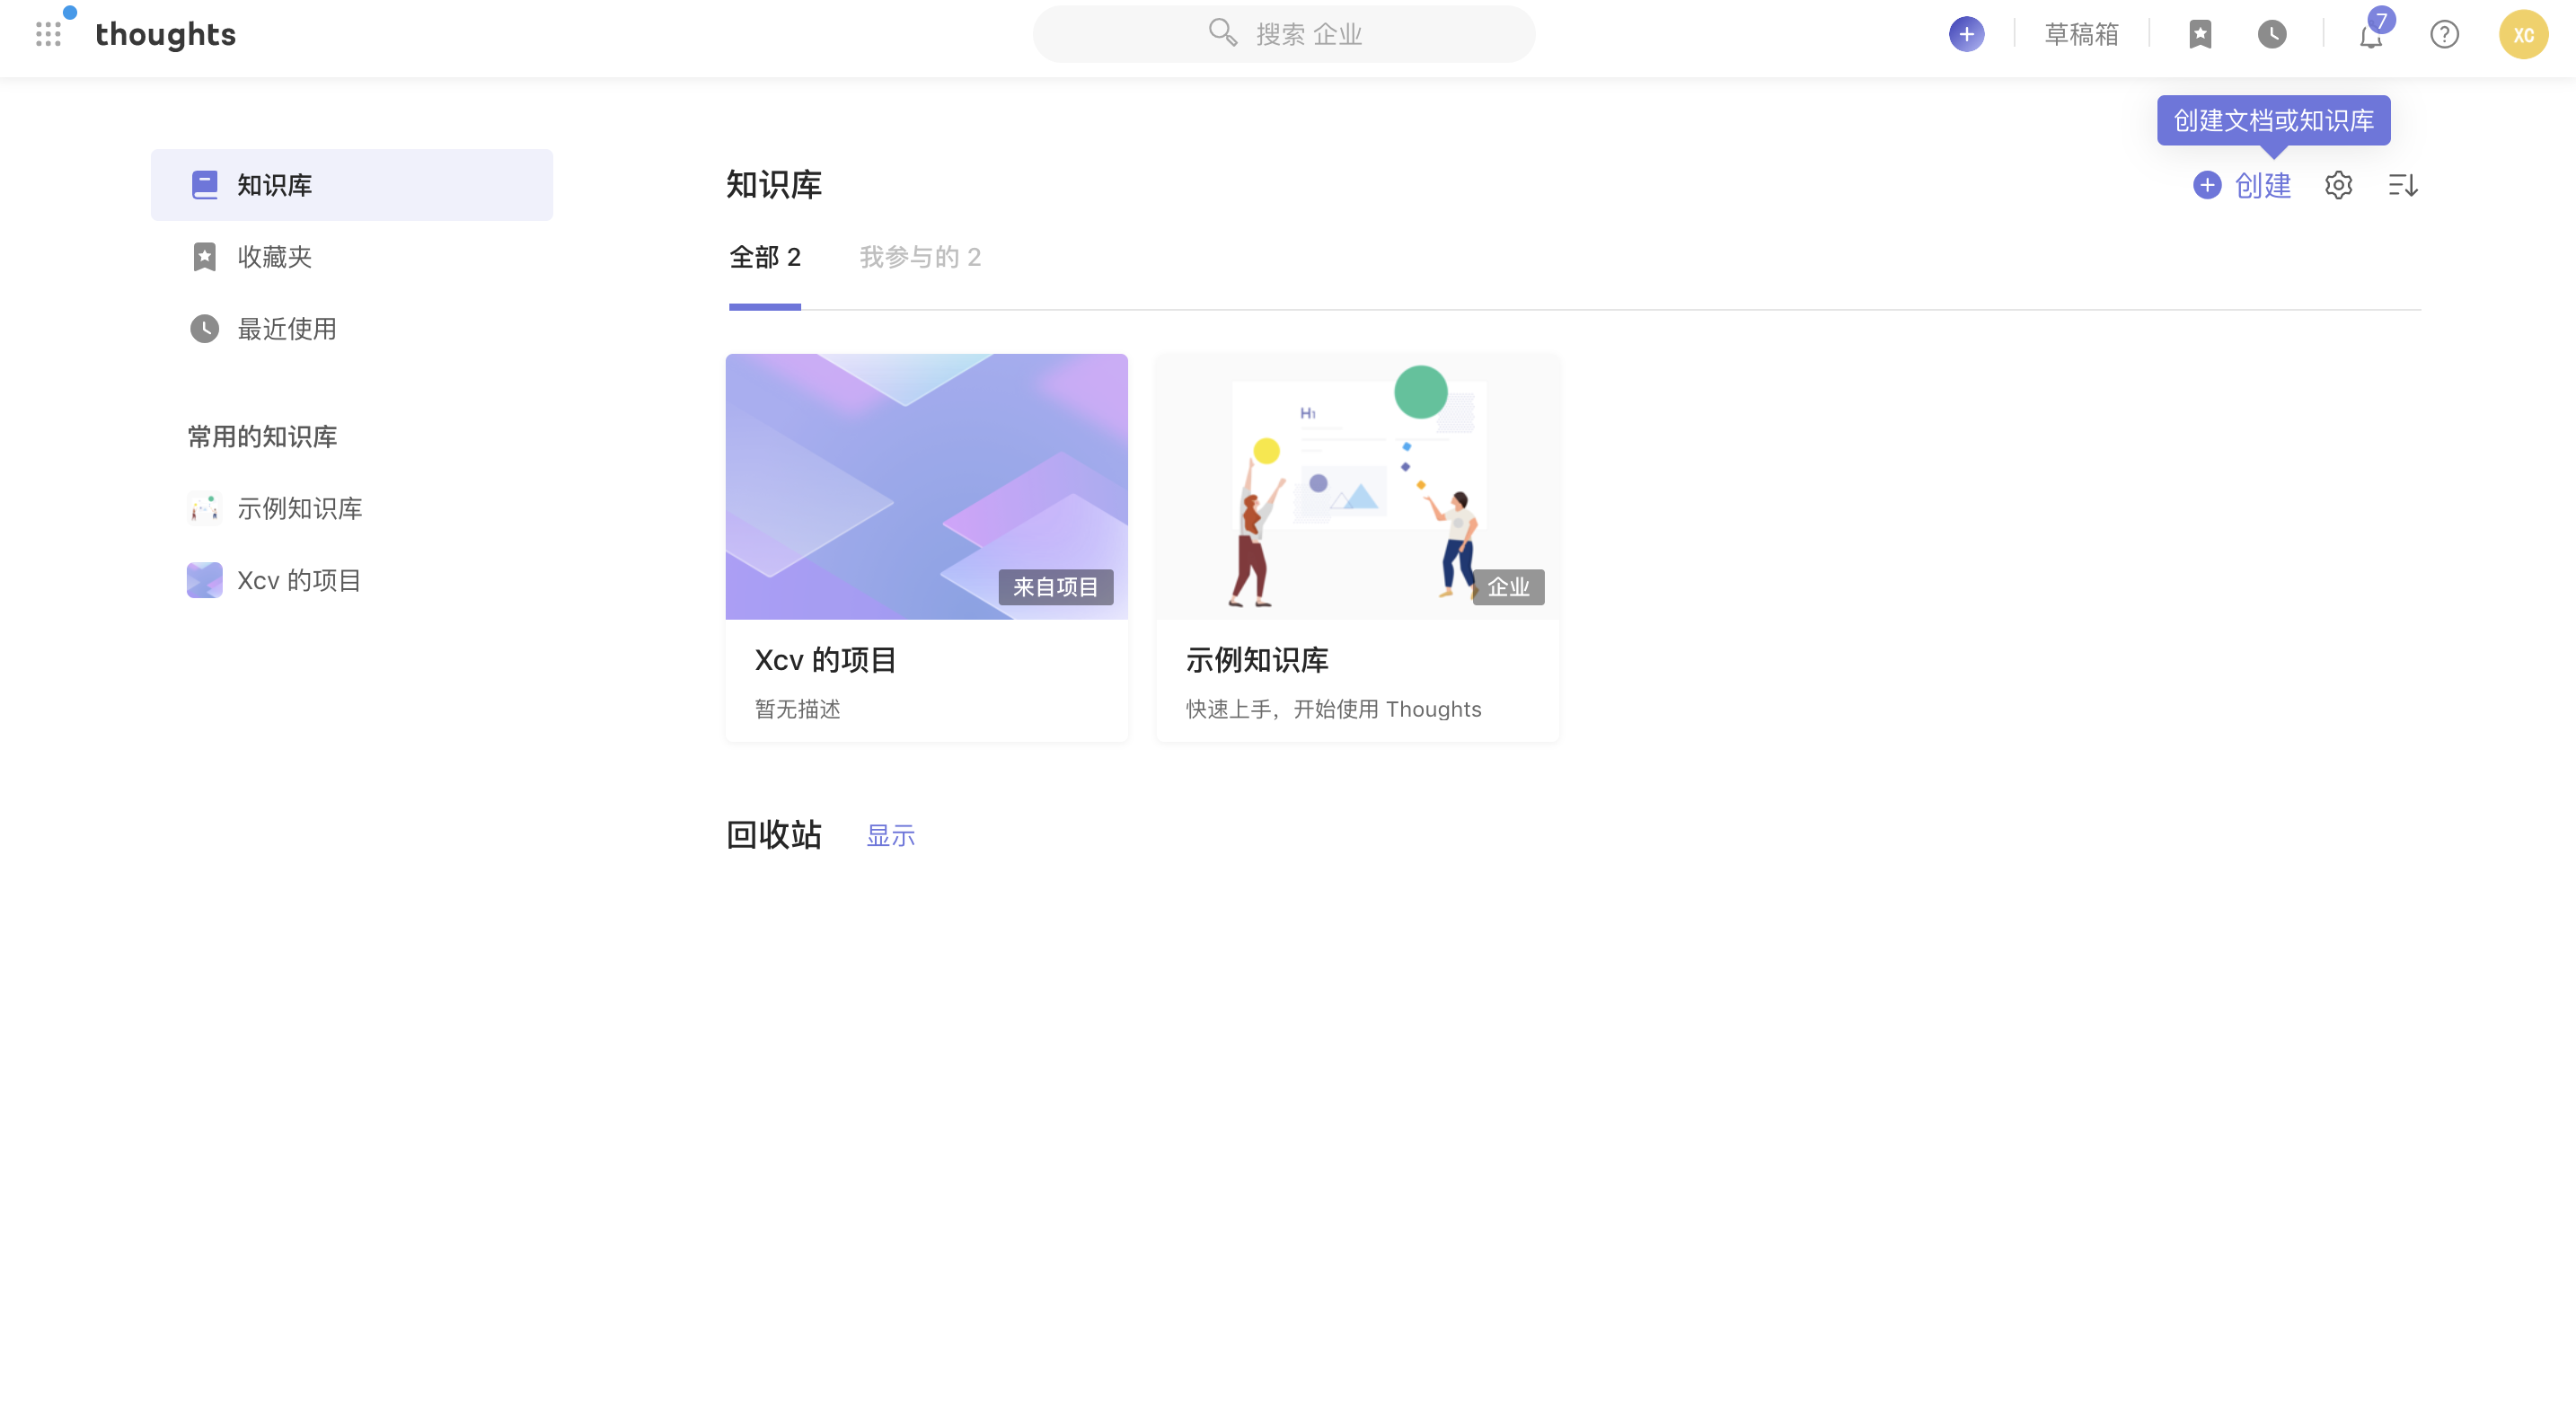 thoughts
搜索 企业
草稿箱
7
XC
创建文档或知识库
知识库
收藏夹
最近使用
常用的知识库
示例知识库
Xcv 的项目
知识库
创建
全部 2
我参与的 2
H1
来自项目
企业
Xcv 的项目
暂无描述
示例知识库
快速上手，开始使用 Thoughts
回收站
显示